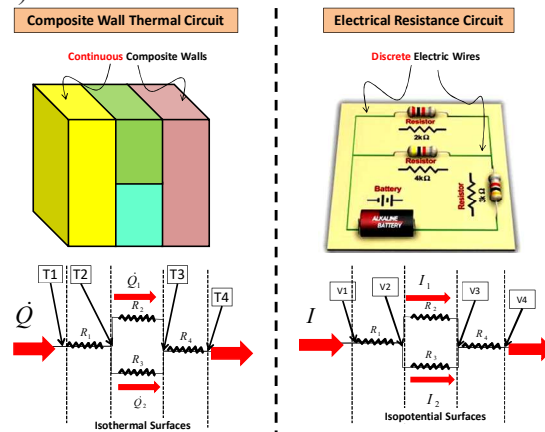 )
Composite Wall Thermal Circuit
Continuous Composite Walls
T1
T2
T3
T4
Q̇
Q̇₁
R₁
R₂
R₃
R₄
Q̇₂
Isothermal Surfaces
Electrical Resistance Circuit
Discrete Electric Wires
Resistor
2kΩ
Resistor
4kΩ
Battery
ALKALINE
BATTERY
Resistor
3kΩ
V1
V2
V3
V4
I
I₁
R₁
R₂
R₃
R₄
I₂
Isopotential Surfaces